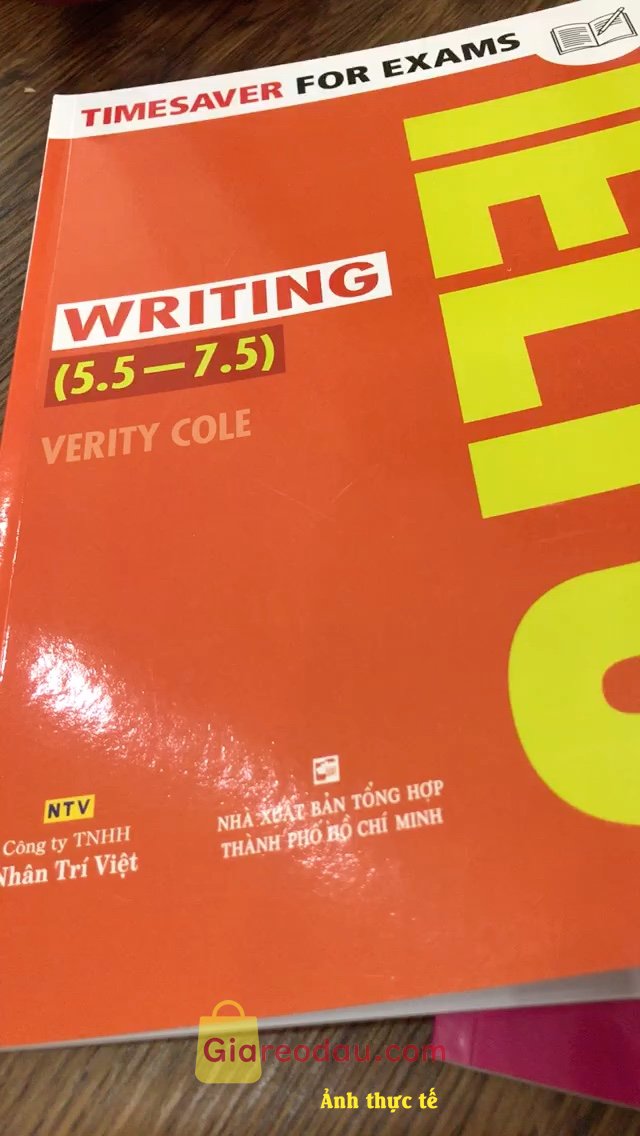 TIMESAVER FOR EXAMS
IELTS
WRITING
(5.5—7.5)
VERITY COLE
NTV
Công ty TNHH
Nhân Trí Việt
NHÀ XUẤT BẢN TỔNG HỢP
THÀNH PHỐ HỒ CHÍ MINH
Giareodau.com
Ảnh thực tế